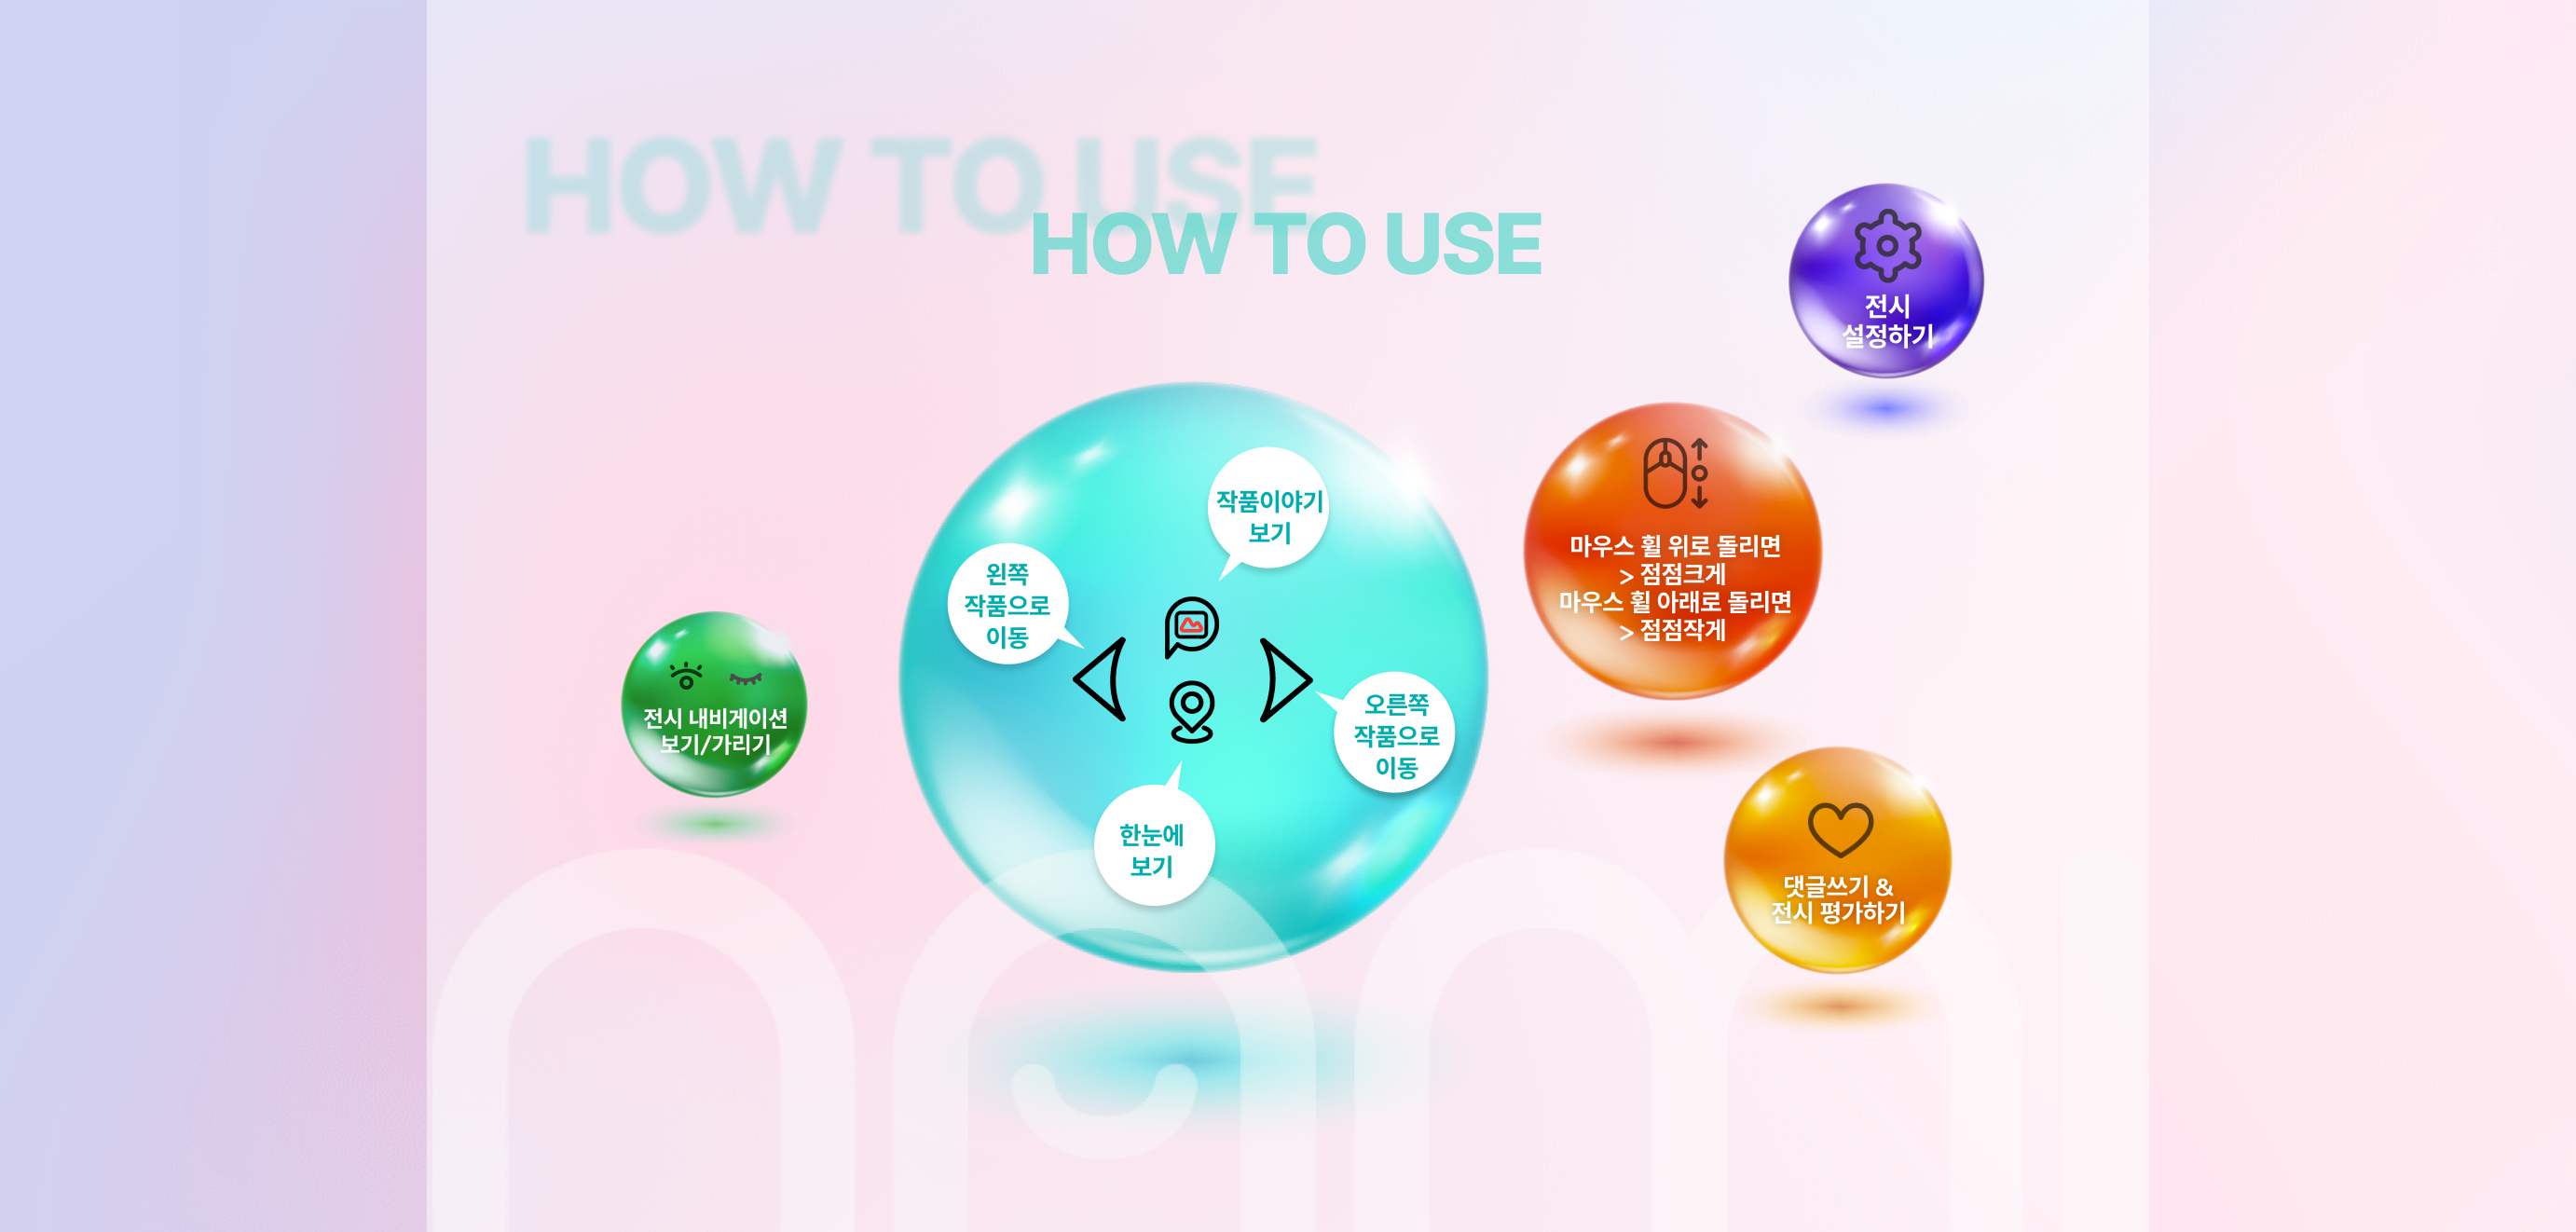 HOW TO USE
HOW TO USE
전시
설정하기
작품이야기
보기
왼쪽
작품으로
이동
마우스 휠 위로 돌리면
> 점점크게
마우스 휠 아래로 돌리면
> 점점작게
전시 내비게이션
보기/가리기
오른쪽
작품으로
이동
한눈에
보기
댓글쓰기 &
전시 평가하기